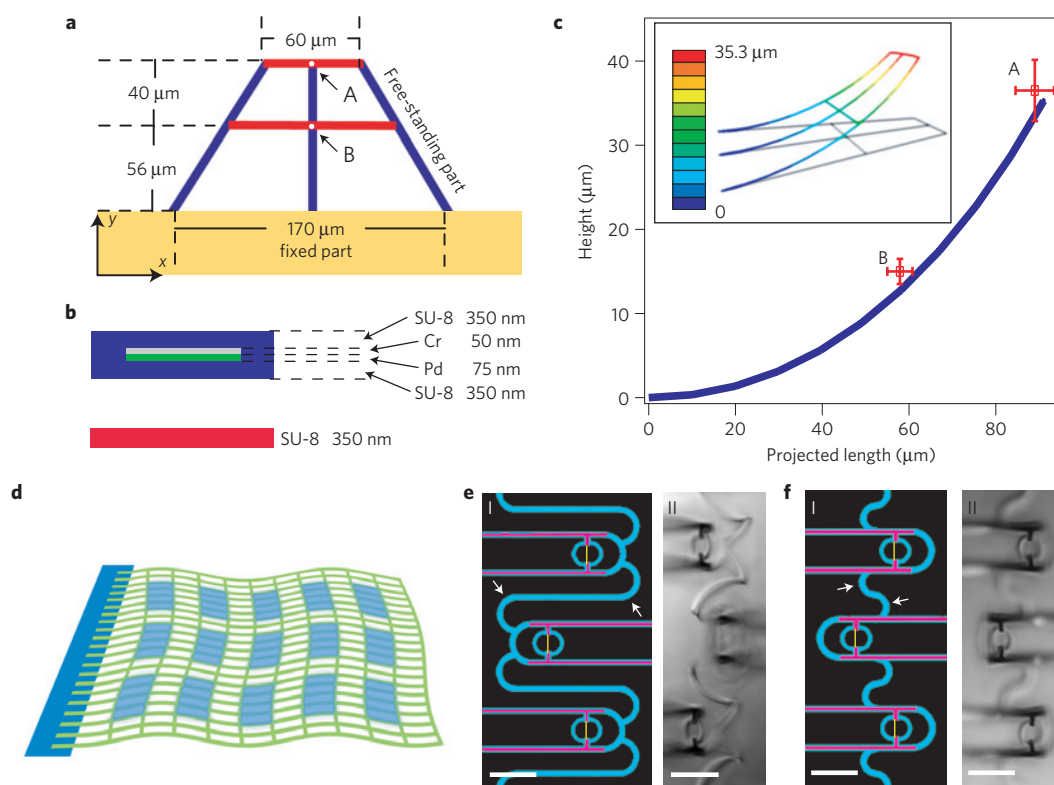 a
60 μm
40 μm
A
Free-standing part
B
56 μm
y
x
170 μm
fixed part
b
SU-8 350 nm
Cr 50 nm
Pd 75 nm
SU-8 350 nm
SU-8 350 nm
c
35.3 μm
0
A
B
Height (μm)
40
30
20
10
0
0 20 40 60 80
Projected length (μm)
d
e
I
II
f
I
II